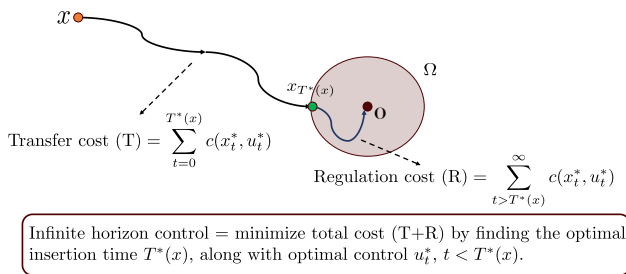 x
Ω
x_{T*(x)}
O
Transfer cost (T) = \sum_{t=0}^{T^*(x)} c(x_t^*, u_t^*)
Regulation cost (R) = \sum_{t>T^*(x)}^{\infty} c(x_t^*, u_t^*)
Infinite horizon control = minimize total cost (T+R) by finding the optimal
insertion time T^*(x), along with optimal control u_t^*, t < T^*(x).